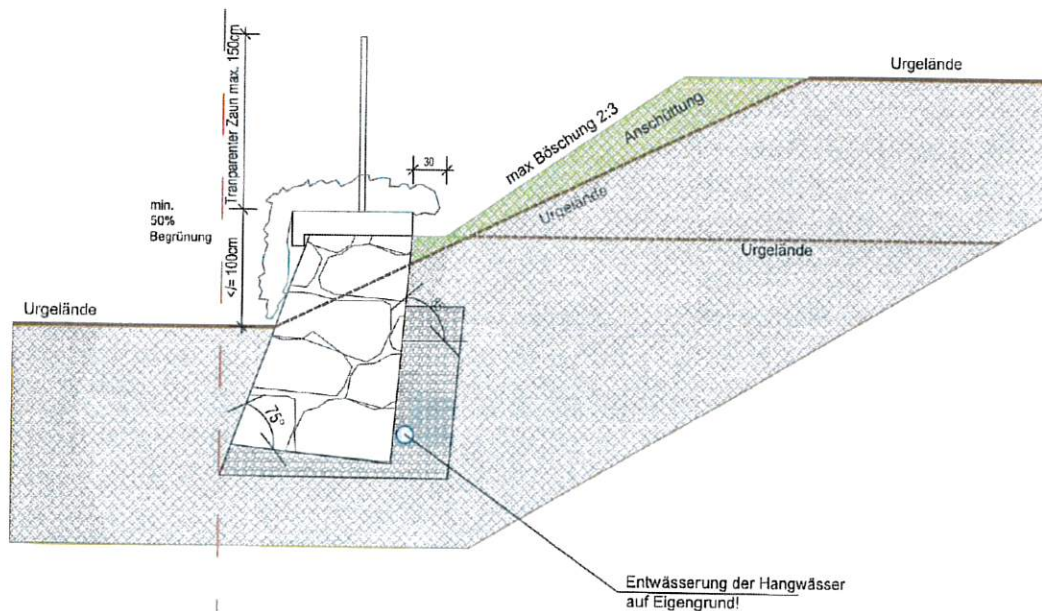 Tranparenter Zaun max. 150cm
</= 100cm
min.
50%
Begrünung
Urgelände
30
max Böschung 2:3
Anschüttung
Urgelände
Urgelände
Urgelände
75°
Entwässerung der Hangwässer
auf Eigengrund!